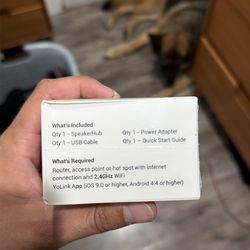 What's Included
Qty 1 – SpeakerHub
Qty 1 – Power Adapter
Qty 1 – USB Cable
Qty 1 – Quick Start Guide
What's Required
Router, access point or hot spot with internet
connection and 2.4GHz WiFi
YoLink App (iOS 9.0 or higher, Android 4.4 or higher)